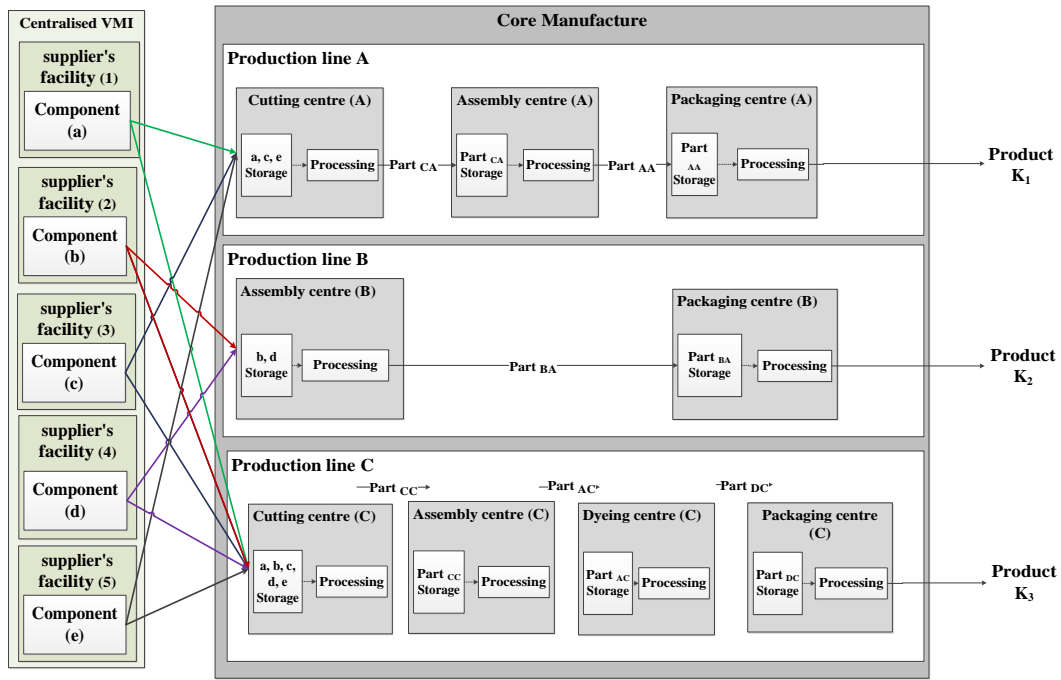 Centralised VMI
supplier's
facility (1)
Component
(a)
supplier's
facility (2)
Component
(b)
supplier's
facility (3)
Component
(c)
supplier's
facility (4)
Component
(d)
supplier's
facility (5)
Component
(e)
Core Manufacture
Production line A
Cutting centre (A)
a, c, e
Storage
Processing
Part CA
Assembly centre (A)
Part CA
Storage
Processing
Part AA
Packaging centre (A)
Part
AA
Storage
Processing
Product
K1
Production line B
Assembly centre (B)
b, d
Storage
Processing
Part BA
Packaging centre (B)
Part BA
Storage
Processing
Product
K2
Production line C
Part CC
Part AC
Part DC
Cutting centre (C)
a, b, c,
d, e
Storage
Processing
Assembly centre (C)
Part CC
Storage
Processing
Dyeing centre (C)
Part AC
Storage
Processing
Packaging centre
(C)
Part DC
Storage
Processing
Product
K3